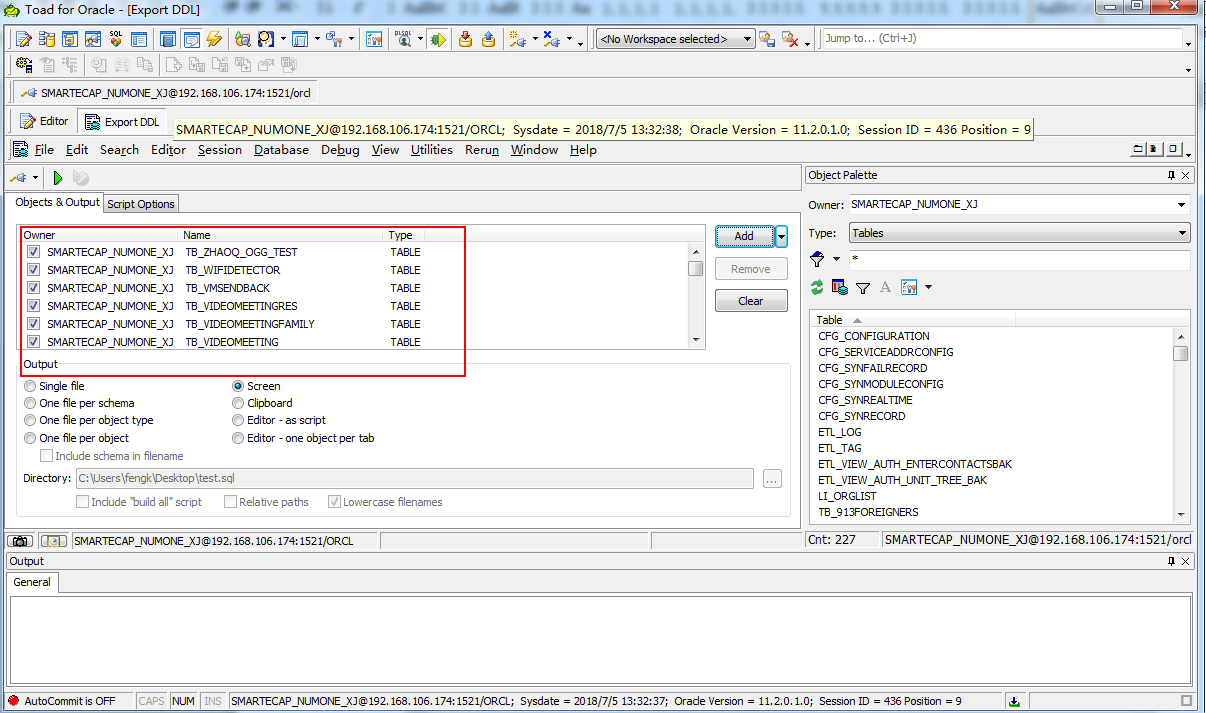 Toad for Oracle - [Export DDL]
SQL <No Workspace selected> Jump to... (Ctrl+J)
SMARTECAP_NUMONE_XJ@192.168.106.174:1521/orcl
Editor Export DDL
SMARTECAP_NUMONE_XJ@192.168.106.174:1521/ORCL; Sysdate = 2018/7/5 13:32:38; Oracle Version = 11.2.0.1.0; Session ID = 436 Position = 9
File Edit Search Editor Session Database Debug View Utilities Rerun Window Help
Objects & Output Script Options
Owner Name Type
SMARTECAP_NUMONE_XJ TB_ZHAOQ_OGG_TEST TABLE
SMARTECAP_NUMONE_XJ TB_WIFIDETECTOR TABLE
SMARTECAP_NUMONE_XJ TB_VMSENDBACK TABLE
SMARTECAP_NUMONE_XJ TB_VIDEOMEETINGRES TABLE
SMARTECAP_NUMONE_XJ TB_VIDEOMEETINGFAMILY TABLE
SMARTECAP_NUMONE_XJ TB_VIDEOMEETING TABLE
Add
Remove
Clear
Output
Single file Screen
One file per schema Clipboard
One file per object type Editor - as script
One file per object Editor - one object per tab
Include schema in filename
Directory: C:\Users\fengk\Desktop\test.sql ...
Include "build all" script Relative paths Lowercase filenames
SMARTECAP_NUMONE_XJ@192.168.106.174:1521/ORCL
Object Palette
Owner: SMARTECAP_NUMONE_XJ
Type: Tables
*
A
Table
CFG_CONFIGURATION
CFG_SERVICEADDRCONFIG
CFG_SYNFAILRECORD
CFG_SYNMODULECONFIG
CFG_SYNREALTIME
CFG_SYNRECORD
ETL_LOG
ETL_TAG
ETL_VIEW_AUTH_ENTERCONTACTSBAK
ETL_VIEW_AUTH_UNIT_TREE_BAK
LI_ORGLIST
TB_913FOREIGNERS
Cnt: 227 SMARTECAP_NUMONE_XJ@192.168.106.174:1521/orcl
Output
General
AutoCommit is OFF CAPS NUM INS SMARTECAP_NUMONE_XJ@192.168.106.174:1521/ORCL; Sysdate = 2018/7/5 13:32:37; Oracle Version = 11.2.0.1.0; Session ID = 436 Position = 9